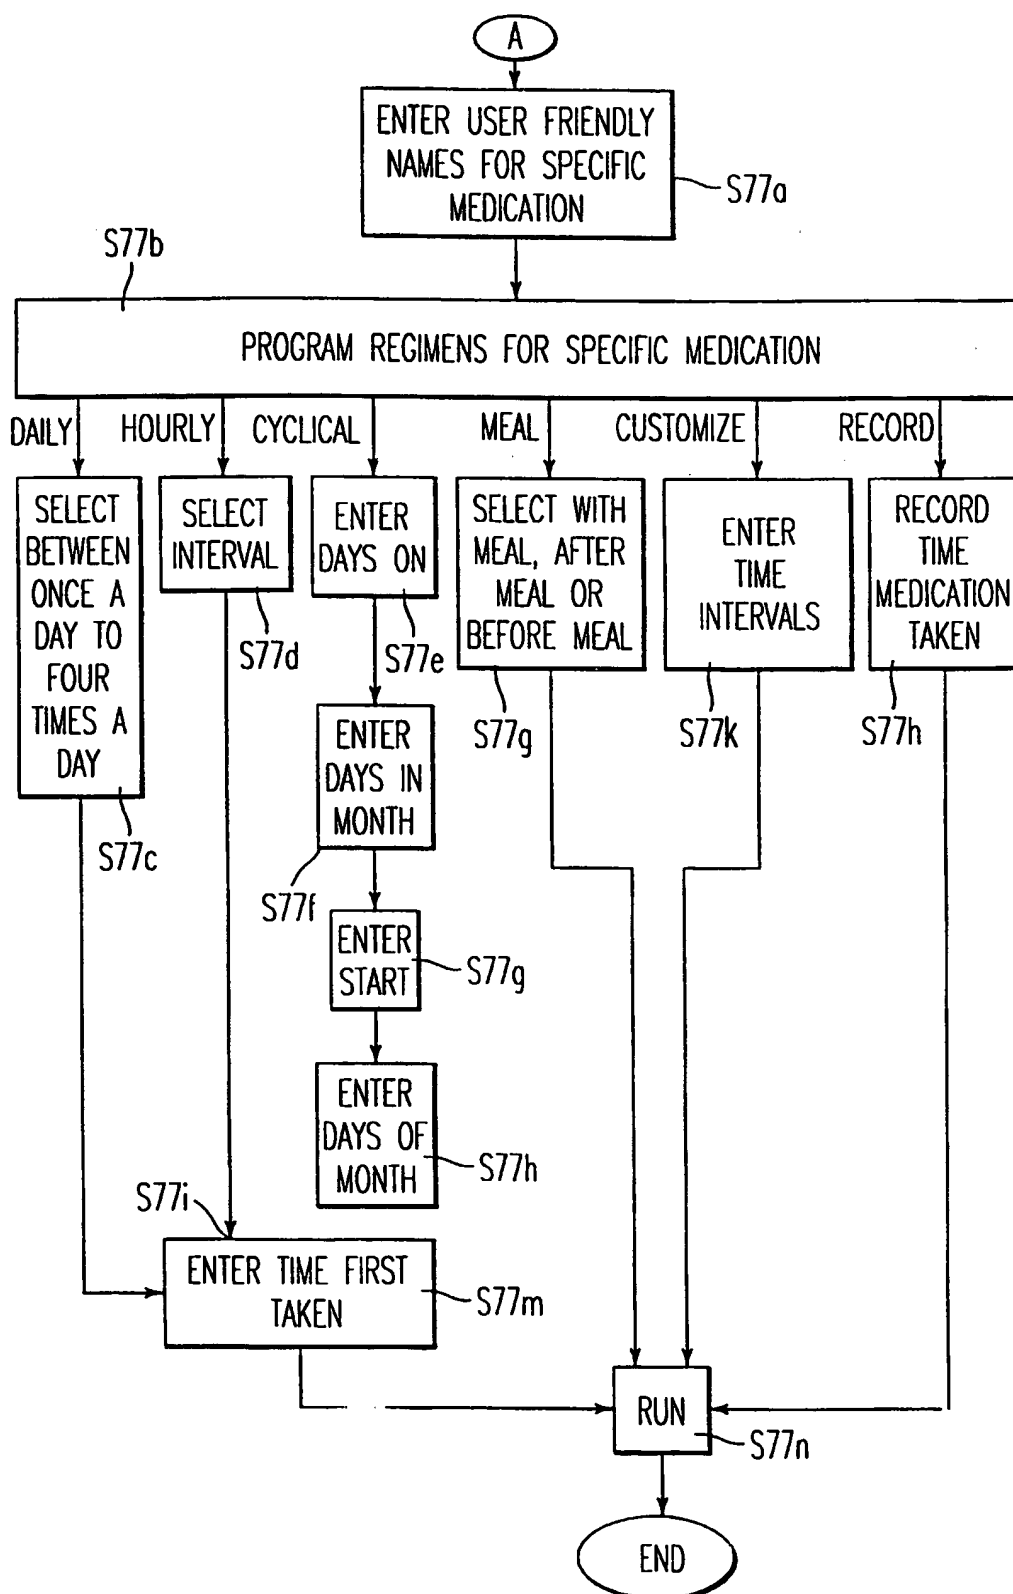 A
ENTER USER FRIENDLY
NAMES FOR SPECIFIC
MEDICATION
S77a
S77b
PROGRAM REGIMENS FOR SPECIFIC MEDICATION
DAILY
HOURLY
CYCLICAL
MEAL
CUSTOMIZE
RECORD
SELECT
BETWEEN
ONCE A
DAY TO
FOUR
TIMES A
DAY
S77c
SELECT
INTERVAL
S77d
ENTER
DAYS ON
S77e
SELECT WITH
MEAL, AFTER
MEAL OR
BEFORE MEAL
S77g
ENTER
TIME
INTERVALS
S77k
RECORD
TIME
MEDICATION
TAKEN
S77h
ENTER
DAYS IN
MONTH
S77f
ENTER
START
S77g
ENTER
DAYS OF
MONTH
S77h
S77i
ENTER TIME FIRST
TAKEN
S77m
RUN
S77n
END